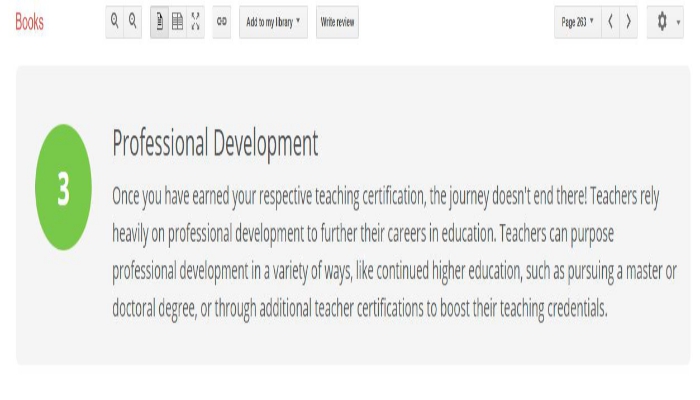 Books
Add to my library
Write review
Page 263
3
Professional Development
Once you have earned your respective teaching certification, the journey doesn't end there! Teachers rely
heavily on professional development to further their careers in education. Teachers can purpose
professional development in a variety of ways, like continued higher education, such as pursuing a master or
doctoral degree, or through additional teacher certifications to boost their teaching credentials.